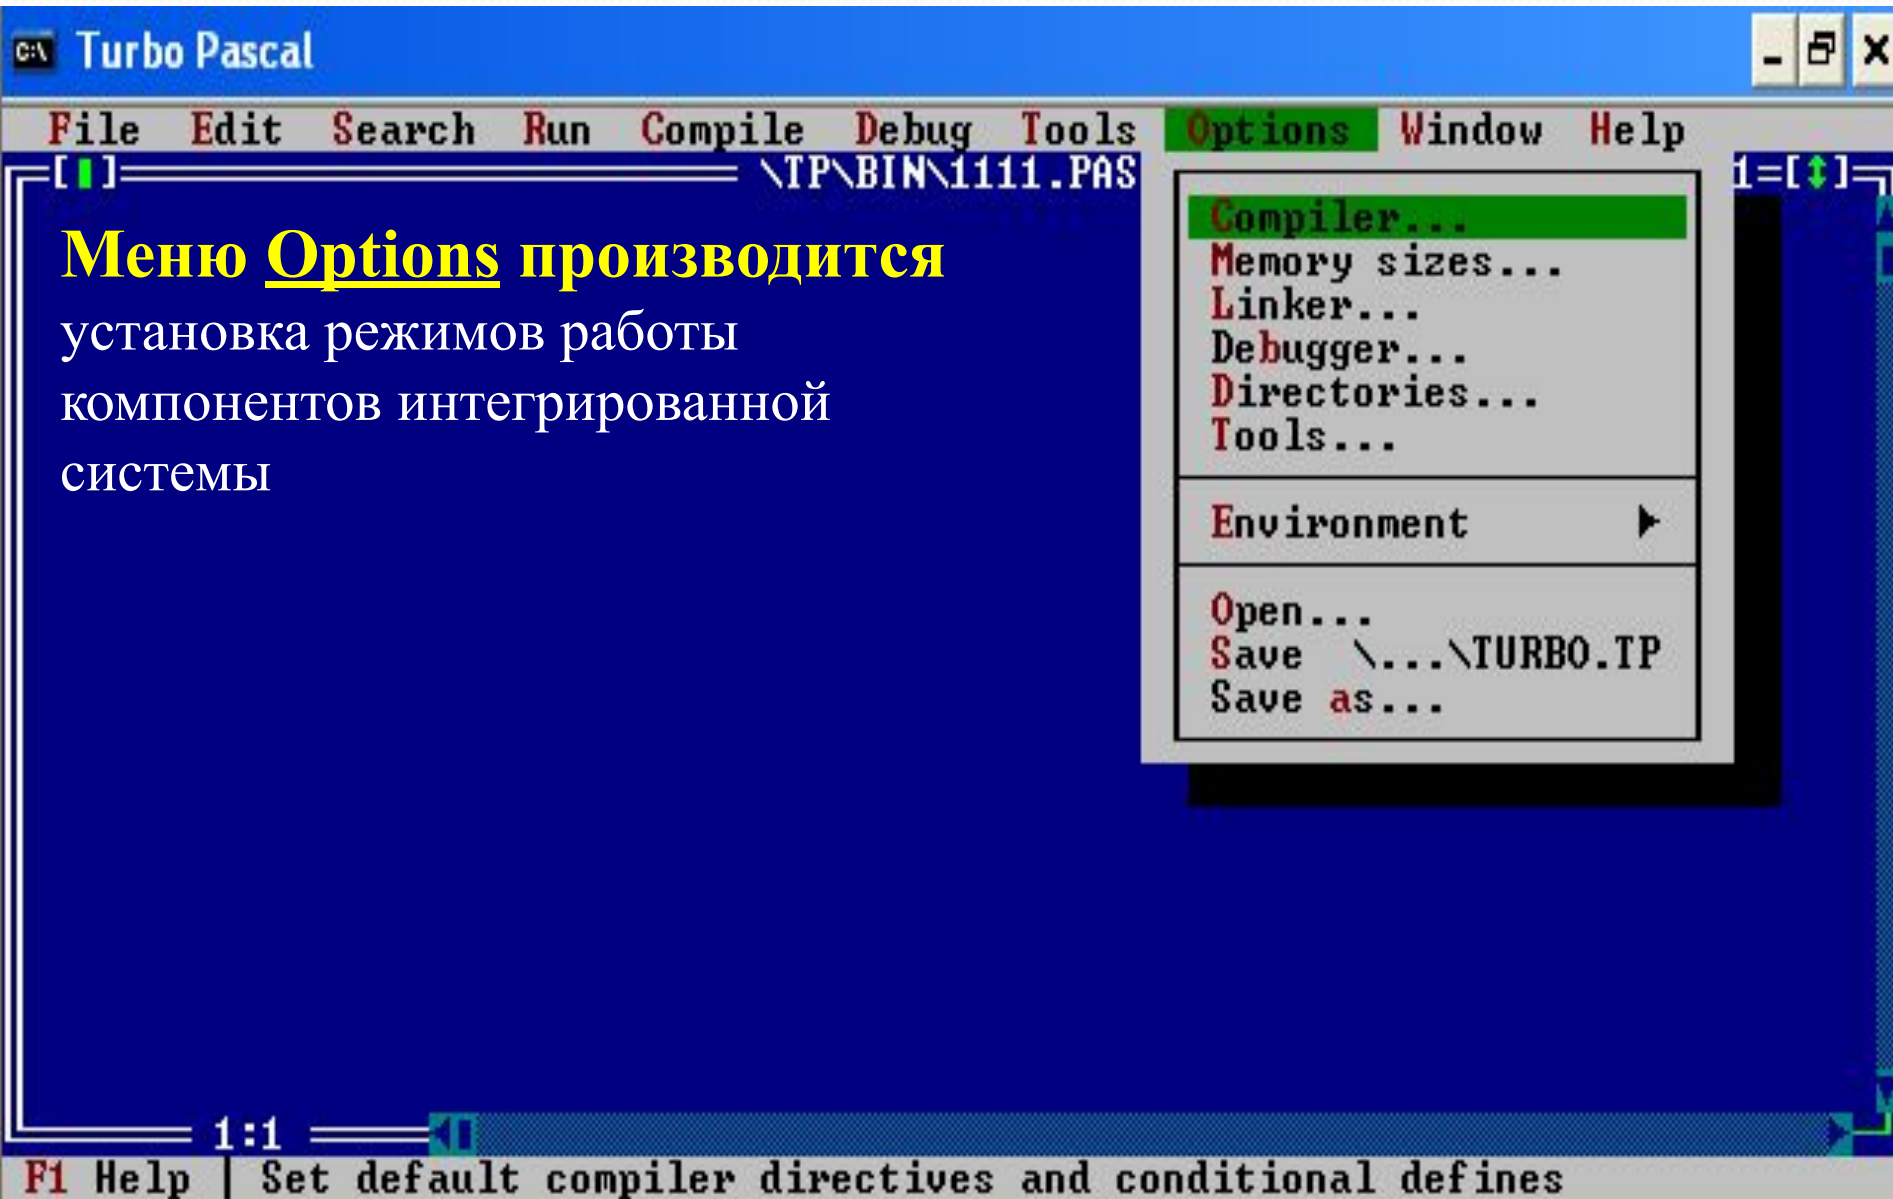 Turbo Pascal
File Edit Search Run Compile Debug Tools Options Window Help
\TP\BIN\1111.PAS 1=[↕]
Меню Options производится
установка режимов работы
компонентов интегрированной
системы
Compiler...
Memory sizes...
Linker...
Debugger...
Directories...
Tools...
Environment
Open...
Save \...\TURBO.TP
Save as...
1:1
F1 Help | Set default compiler directives and conditional defines